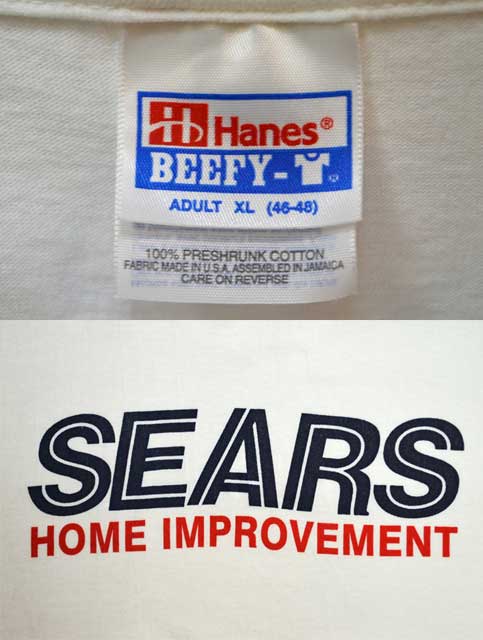 Hanes®
BEEFY-T®
ADULT XL (46-48)
100% PRESHRUNK COTTON
FABRIC MADE IN U.S.A. ASSEMBLED IN JAMAICA
CARE ON REVERSE
SEARS
HOME IMPROVEMENT